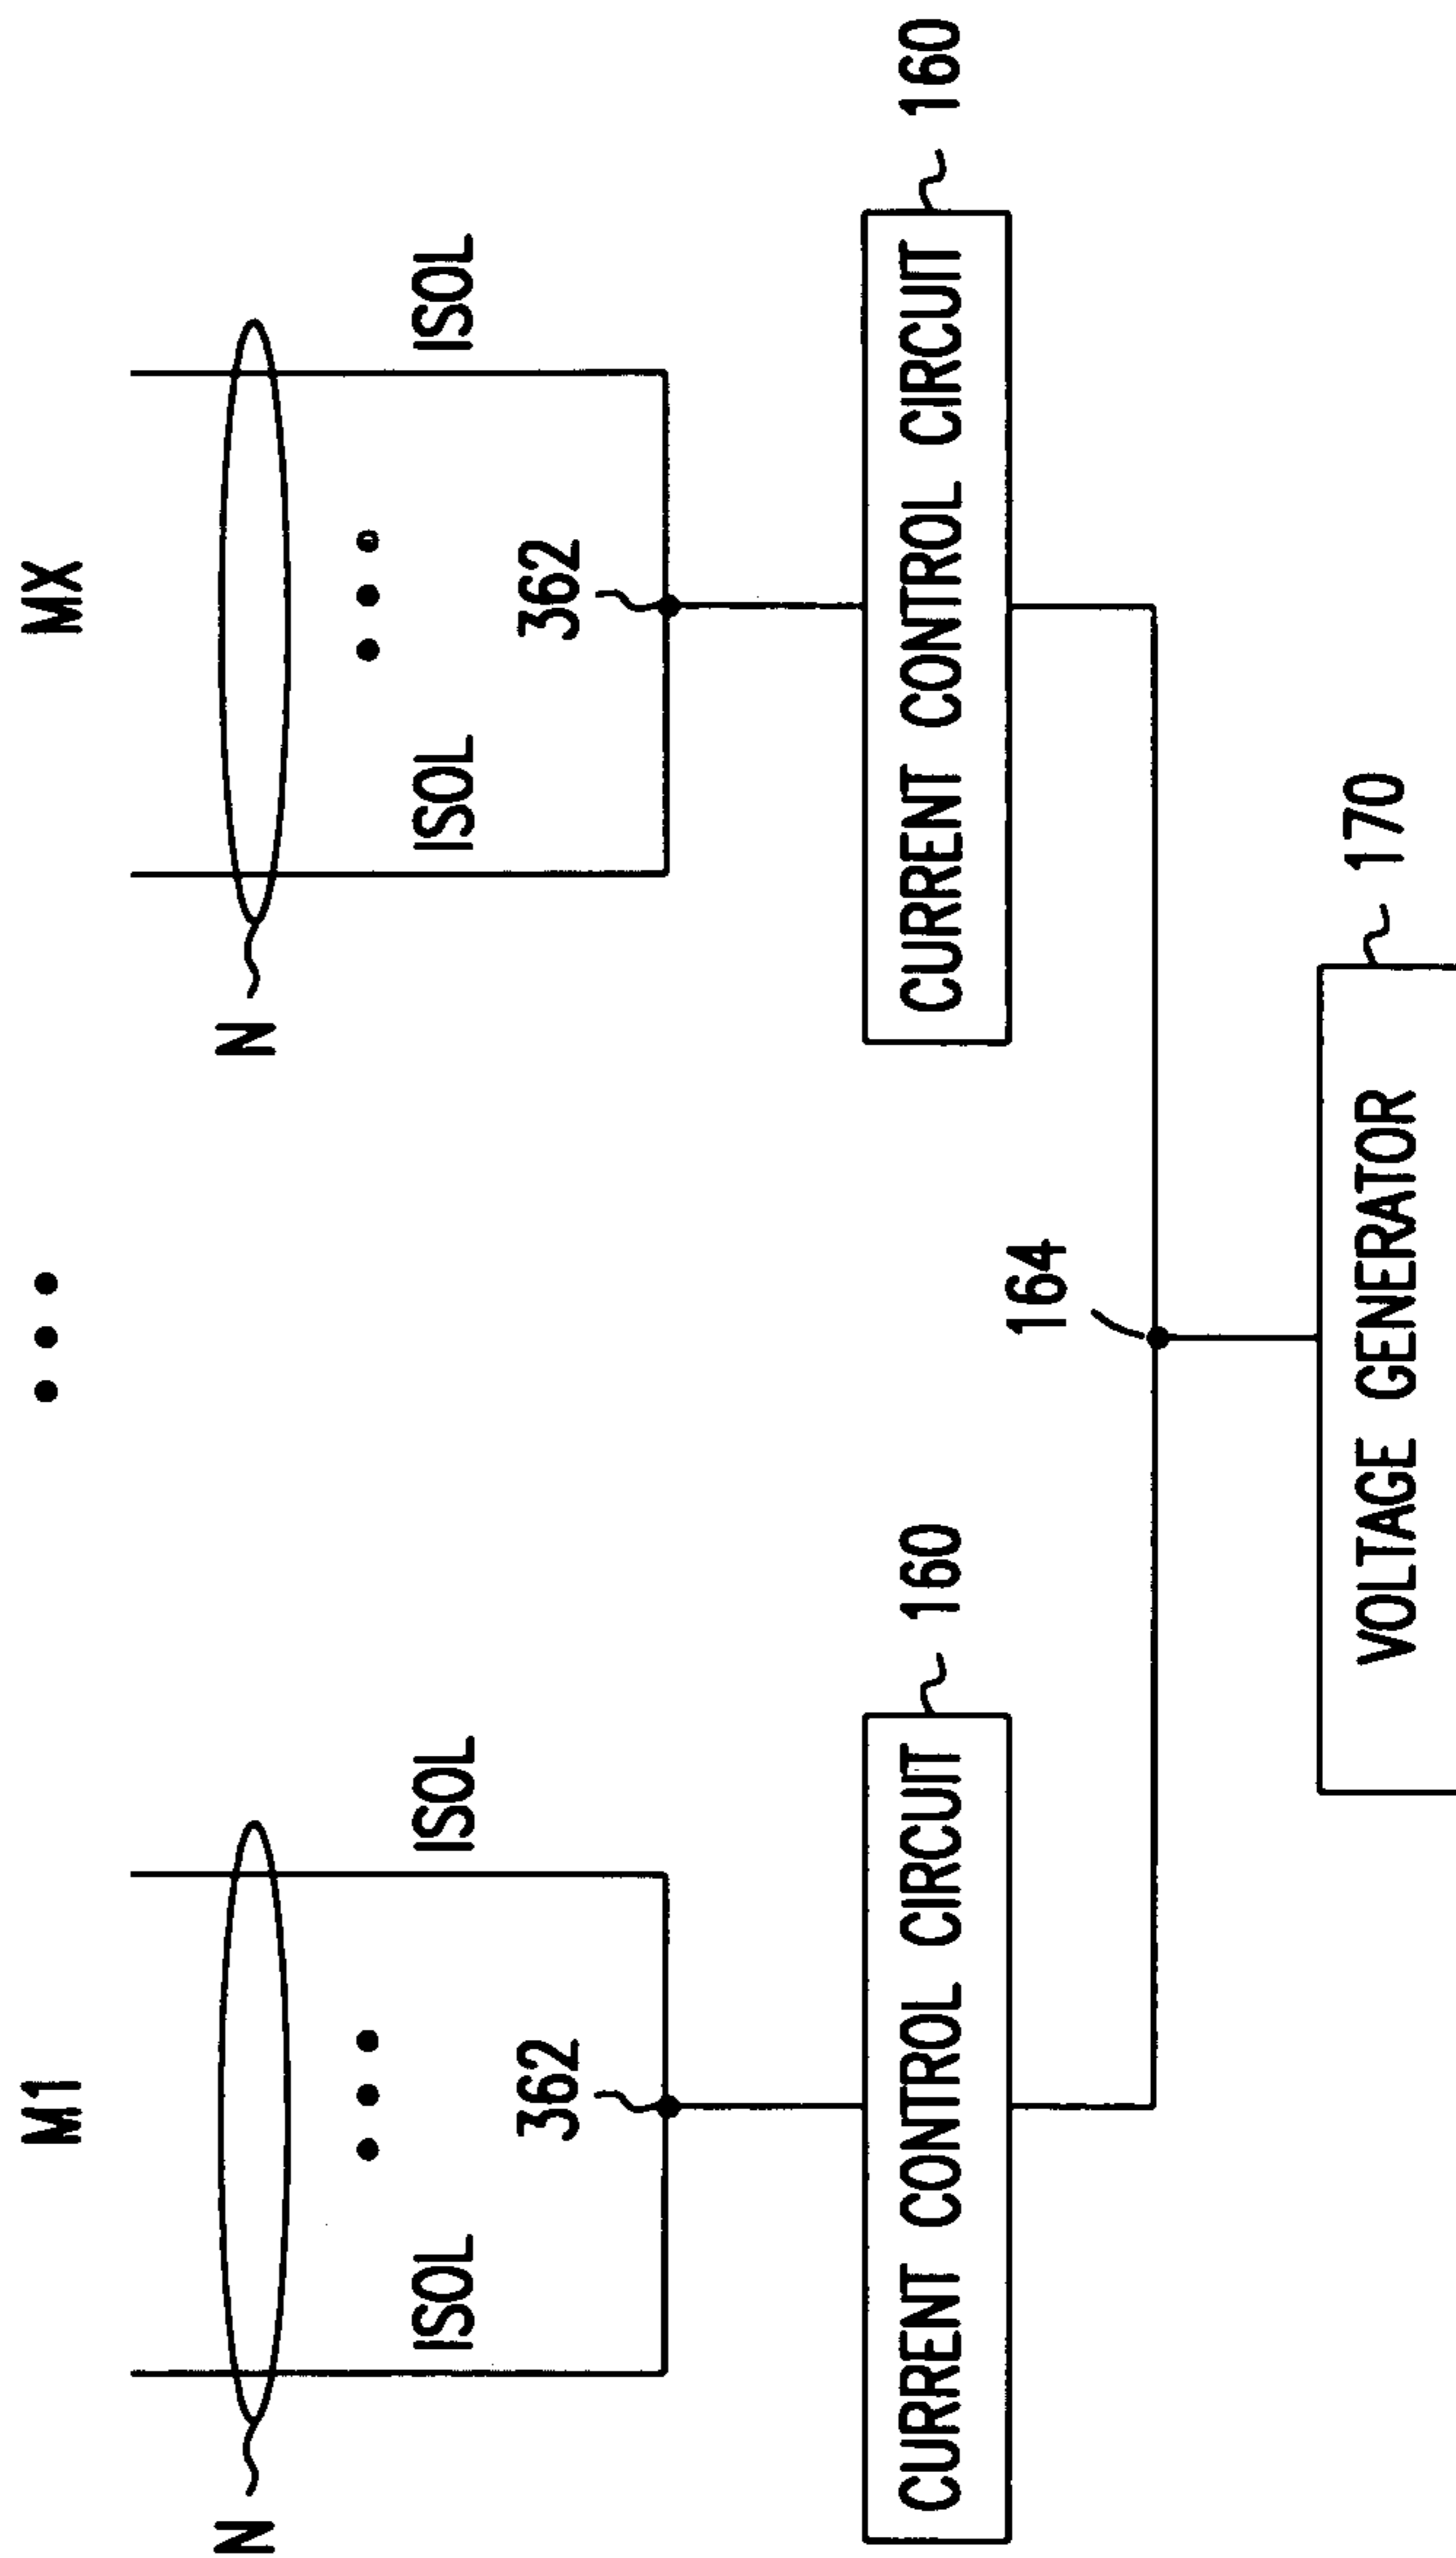 M1 MX
N N
ISOL ISOL ISOL ISOL
362 362
CURRENT CONTROL CIRCUIT 160 CURRENT CONTROL CIRCUIT 160
164
VOLTAGE GENERATOR 170